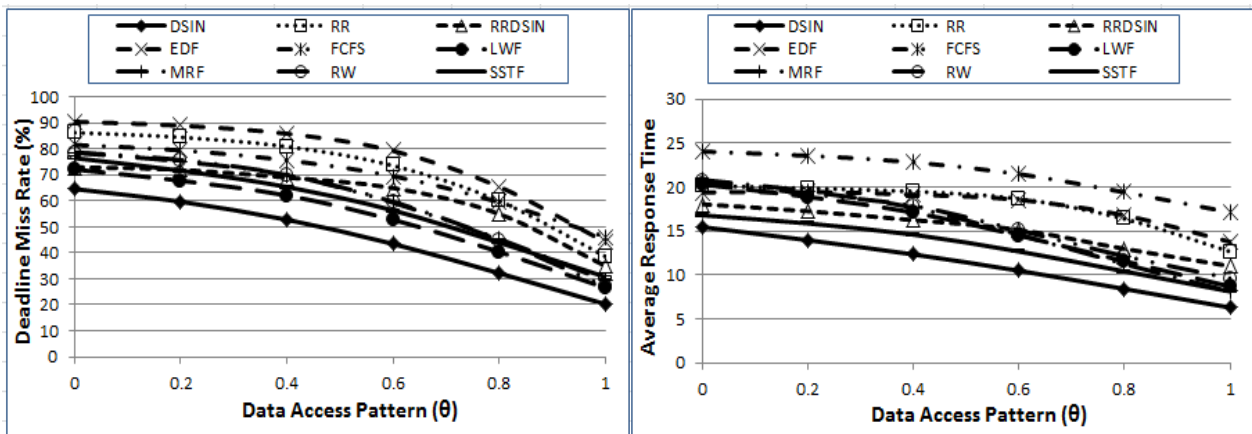 DSIN RR RRDSIN
EDF FCFS LWF
MRF RW SSTF
Deadline Miss Rate (%)
100
90
80
70
60
50
40
30
20
10
0
0 0.2 0.4 0.6 0.8 1
Data Access Pattern (θ)
DSIN RR RRDSIN
EDF FCFS LWF
MRF RW SSTF
Average Response Time
30
25
20
15
10
5
0
0 0.2 0.4 0.6 0.8 1
Data Access Pattern (θ)